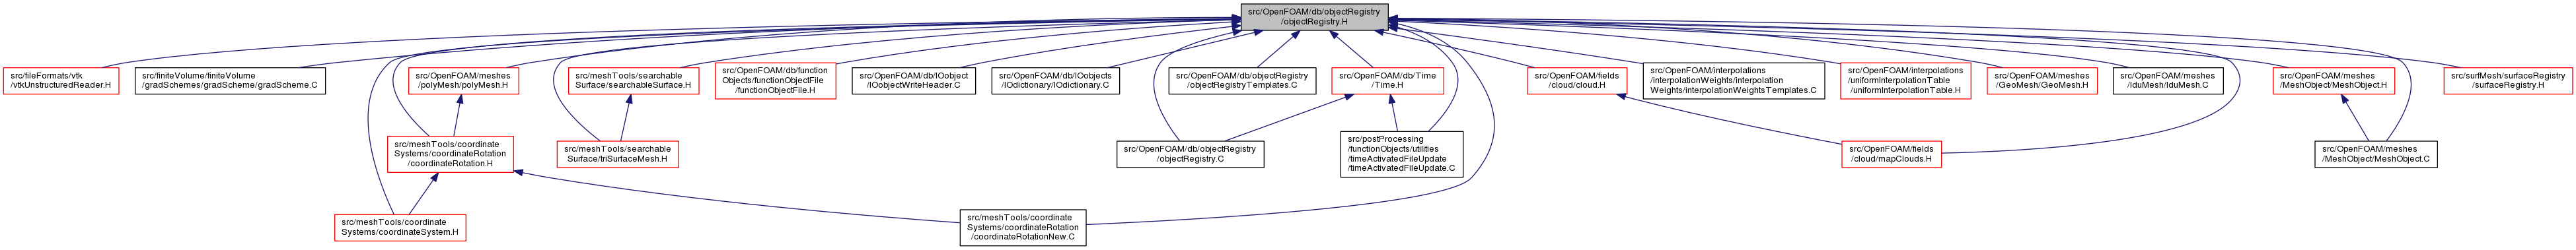 src/OpenFOAM/db/objectRegistry
/objectRegistry.H
src/fileFormats/vtk
/vtkUnstructuredReader.H
src/finiteVolume/finiteVolume
/gradSchemes/gradScheme/gradScheme.C
src/OpenFOAM/meshes
/polyMesh/polyMesh.H
src/meshTools/searchable
Surface/searchableSurface.H
src/OpenFOAM/db/function
Objects/functionObjectFile
/functionObjectFile.H
src/OpenFOAM/db/IOobject
/IOobjectWriteHeader.C
src/OpenFOAM/db/IOobjects
/IOdictionary/IOdictionary.C
src/OpenFOAM/db/objectRegistry
/objectRegistryTemplates.C
src/OpenFOAM/db/Time
/Time.H
src/OpenFOAM/fields
/cloud/cloud.H
src/OpenFOAM/interpolations
/interpolationWeights/interpolation
Weights/interpolationWeightsTemplates.C
src/OpenFOAM/interpolations
/uniformInterpolationTable
/uniformInterpolationTable.H
src/OpenFOAM/meshes
/GeoMesh/GeoMesh.H
src/OpenFOAM/meshes
/lduMesh/lduMesh.C
src/OpenFOAM/meshes
/MeshObject/MeshObject.H
src/surfMesh/surfaceRegistry
/surfaceRegistry.H
src/meshTools/coordinate
Systems/coordinateRotation
/coordinateRotation.H
src/meshTools/searchable
Surface/triSurfaceMesh.H
src/OpenFOAM/db/objectRegistry
/objectRegistry.C
src/postProcessing
/functionObjects/utilities
/timeActivatedFileUpdate
/timeActivatedFileUpdate.C
src/OpenFOAM/fields
/cloud/mapClouds.H
src/OpenFOAM/meshes
/MeshObject/MeshObject.C
src/meshTools/coordinate
Systems/coordinateSystem.H
src/meshTools/coordinate
Systems/coordinateRotation
/coordinateRotationNew.C